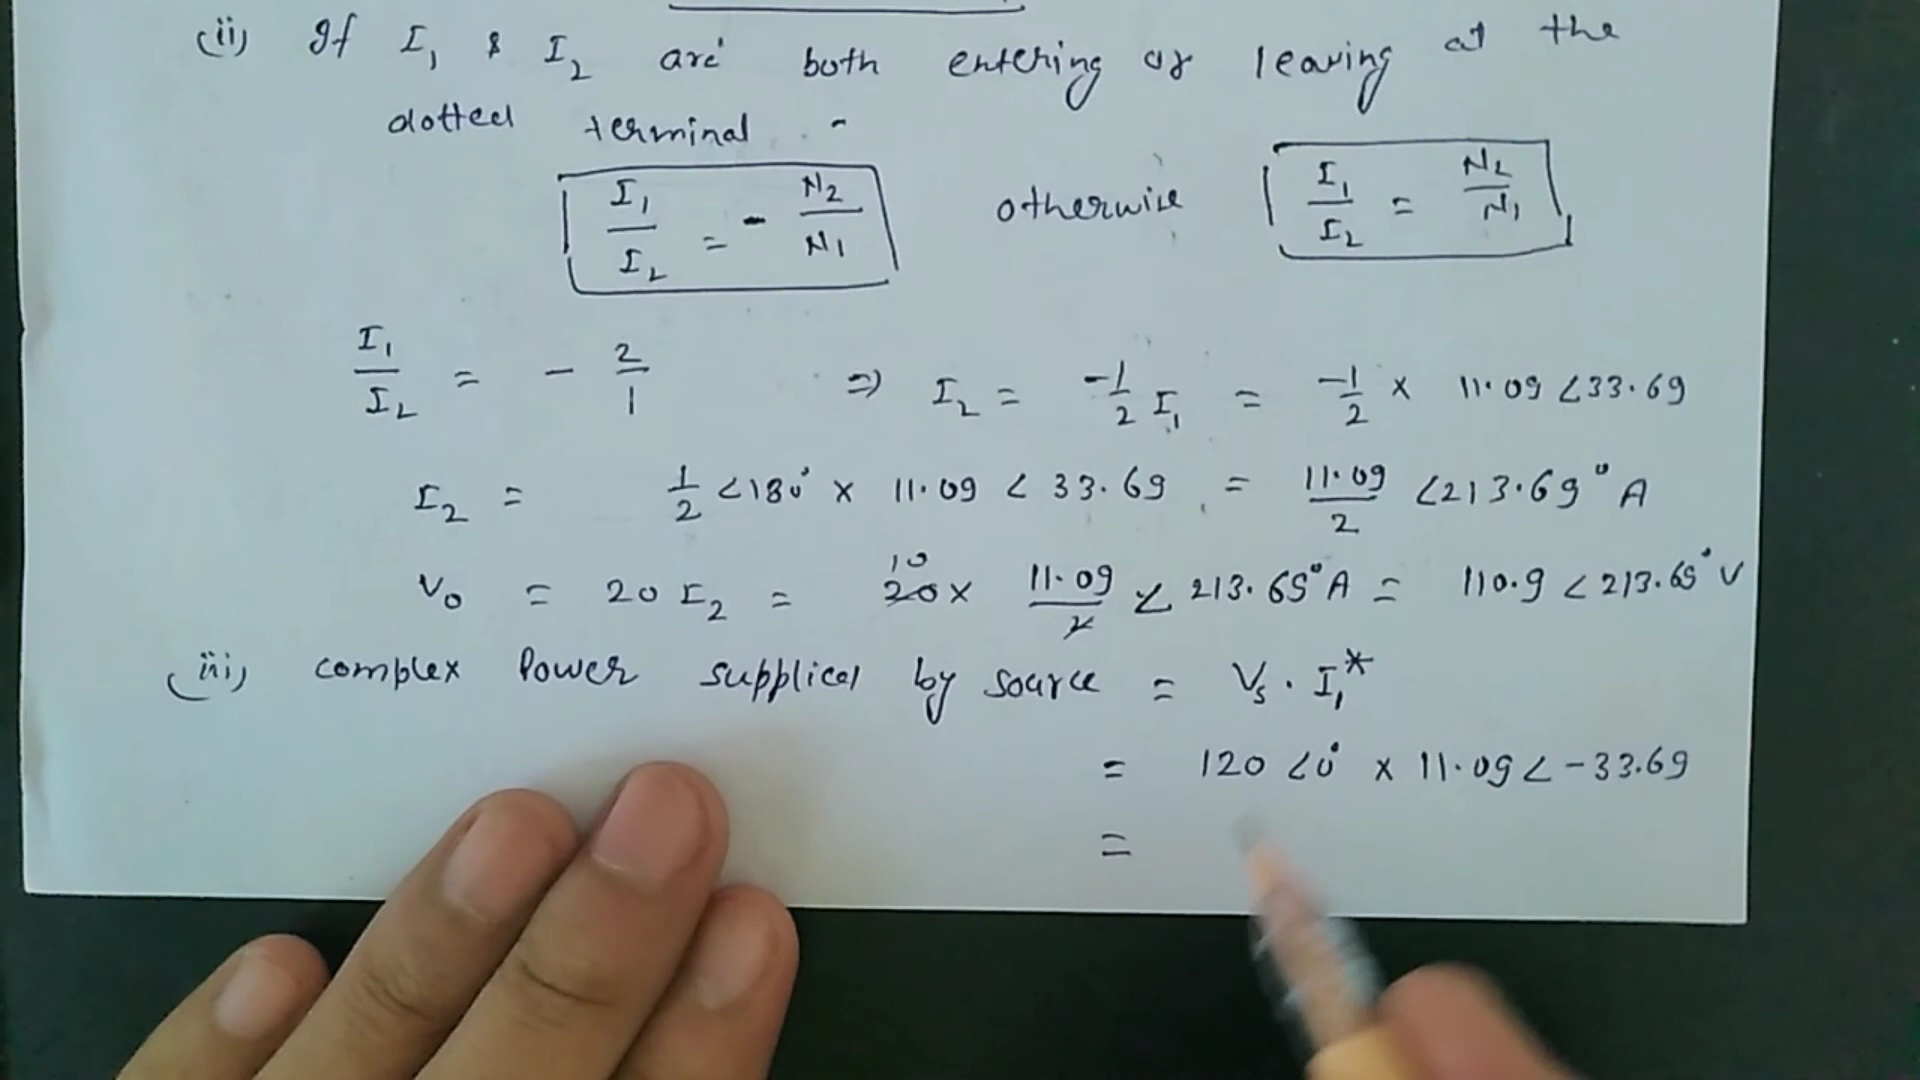 (ii) If I₁ & I₂ are both entering or leaving at the
dotted terminal -
I₁/I₂ = - N₂/N₁ otherwise I₁/I₂ = N₂/N₁
I₁/I₂ = - 2/1 ⇒ I₂ = -1/2 I₁ = -1/2 × 11.09 ∠33.69
I₂ = 1/2 ∠180° × 11.09 ∠ 33.69 = 11.09/2 ∠213.69° A
V₀ = 20 I₂ = 10 20 × 11.09/2 ∠ 213.69° A = 110.9 ∠213.69° V
(iii) complex Power supplied by source = Vs . I₁*
= 120 ∠0° × 11.09 ∠-33.69
=